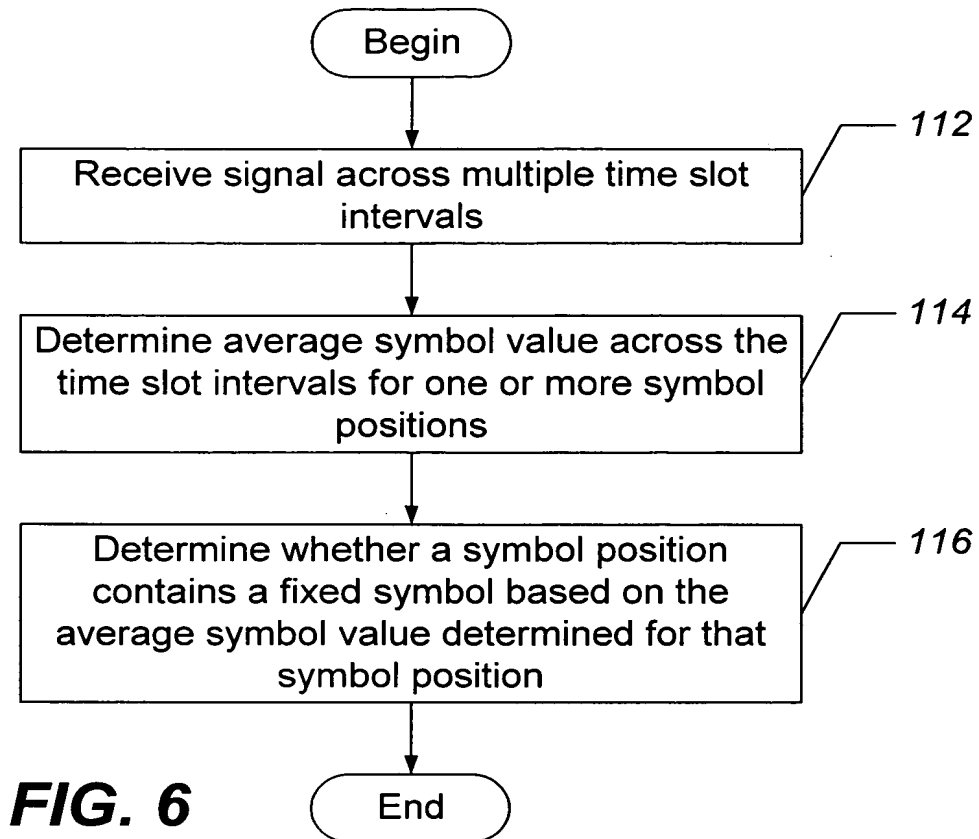 Begin
112
Receive signal across multiple time slot
intervals
114
Determine average symbol value across the
time slot intervals for one or more symbol
positions
116
Determine whether a symbol position
contains a fixed symbol based on the
average symbol value determined for that
symbol position
FIG. 6
End